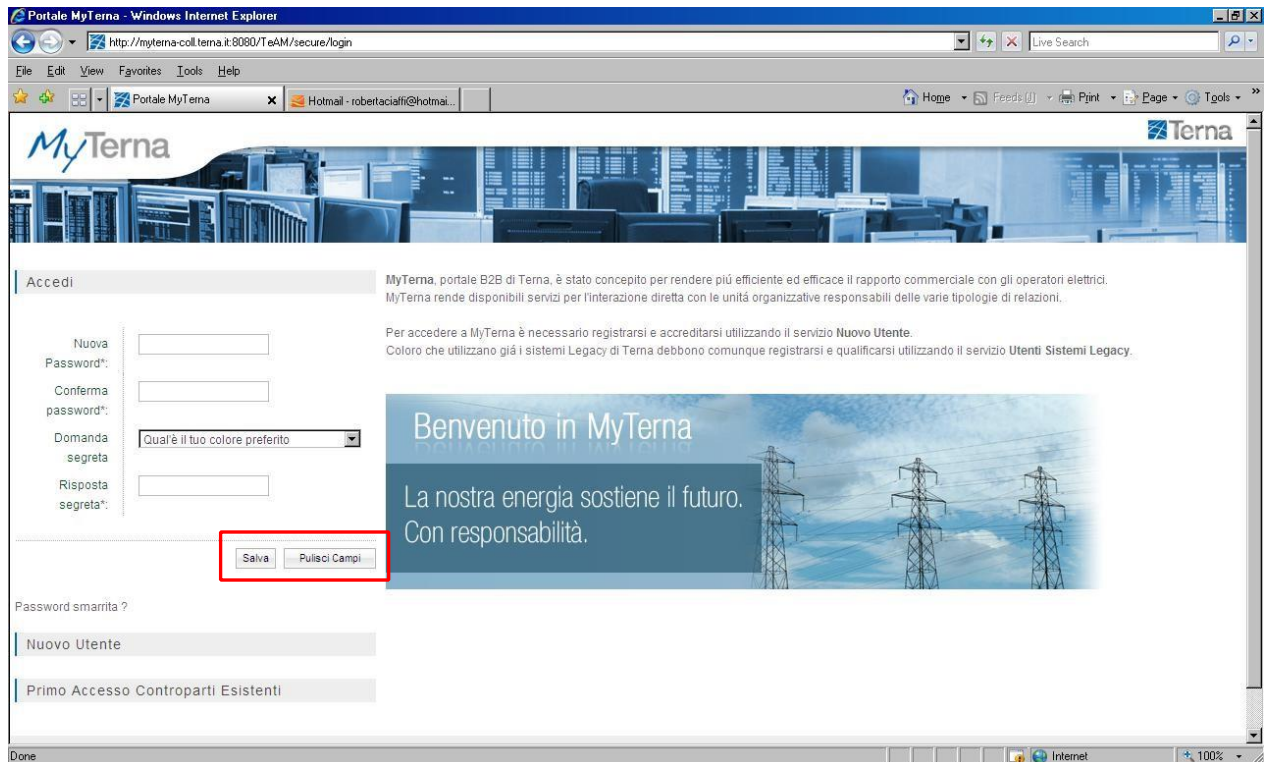 Portale MyTerna - Windows Internet Explorer
http://myterna-coll.terna.it:8080/TeAM/secure/login
Live Search
File Edit View Favorites Tools Help
Portale MyTerna
Hotmail - robertaciaffi@hotmai...
Home Feeds (J) Print Page Tools
MyTerna
Terna
Accedi
MyTerna, portale B2B di Terna, è stato concepito per rendere piú efficiente ed efficace il rapporto commerciale con gli operatori elettrici.
MyTerna rende disponibili servizi per l'interazione diretta con le unitá organizzative responsabili delle varie tipologie di relazioni.
Per accedere a MyTerna è necessario registrarsi e accreditarsi utilizzando il servizio Nuovo Utente.
Coloro che utilizzano giá i sistemi Legacy di Terna debbono comunque registrarsi e qualificarsi utilizzando il servizio Utenti Sistemi Legacy.
Nuova
Password*:
Conferma
password*:
Domanda
segreta
Qual'è il tuo colore preferito
Risposta
segreta*:
Salva
Pulisci Campi
Benvenuto in MyTerna
La nostra energia sostiene il futuro.
Con responsabilità.
Password smarrita ?
Nuovo Utente
Primo Accesso Controparti Esistenti
Done
Internet
100%